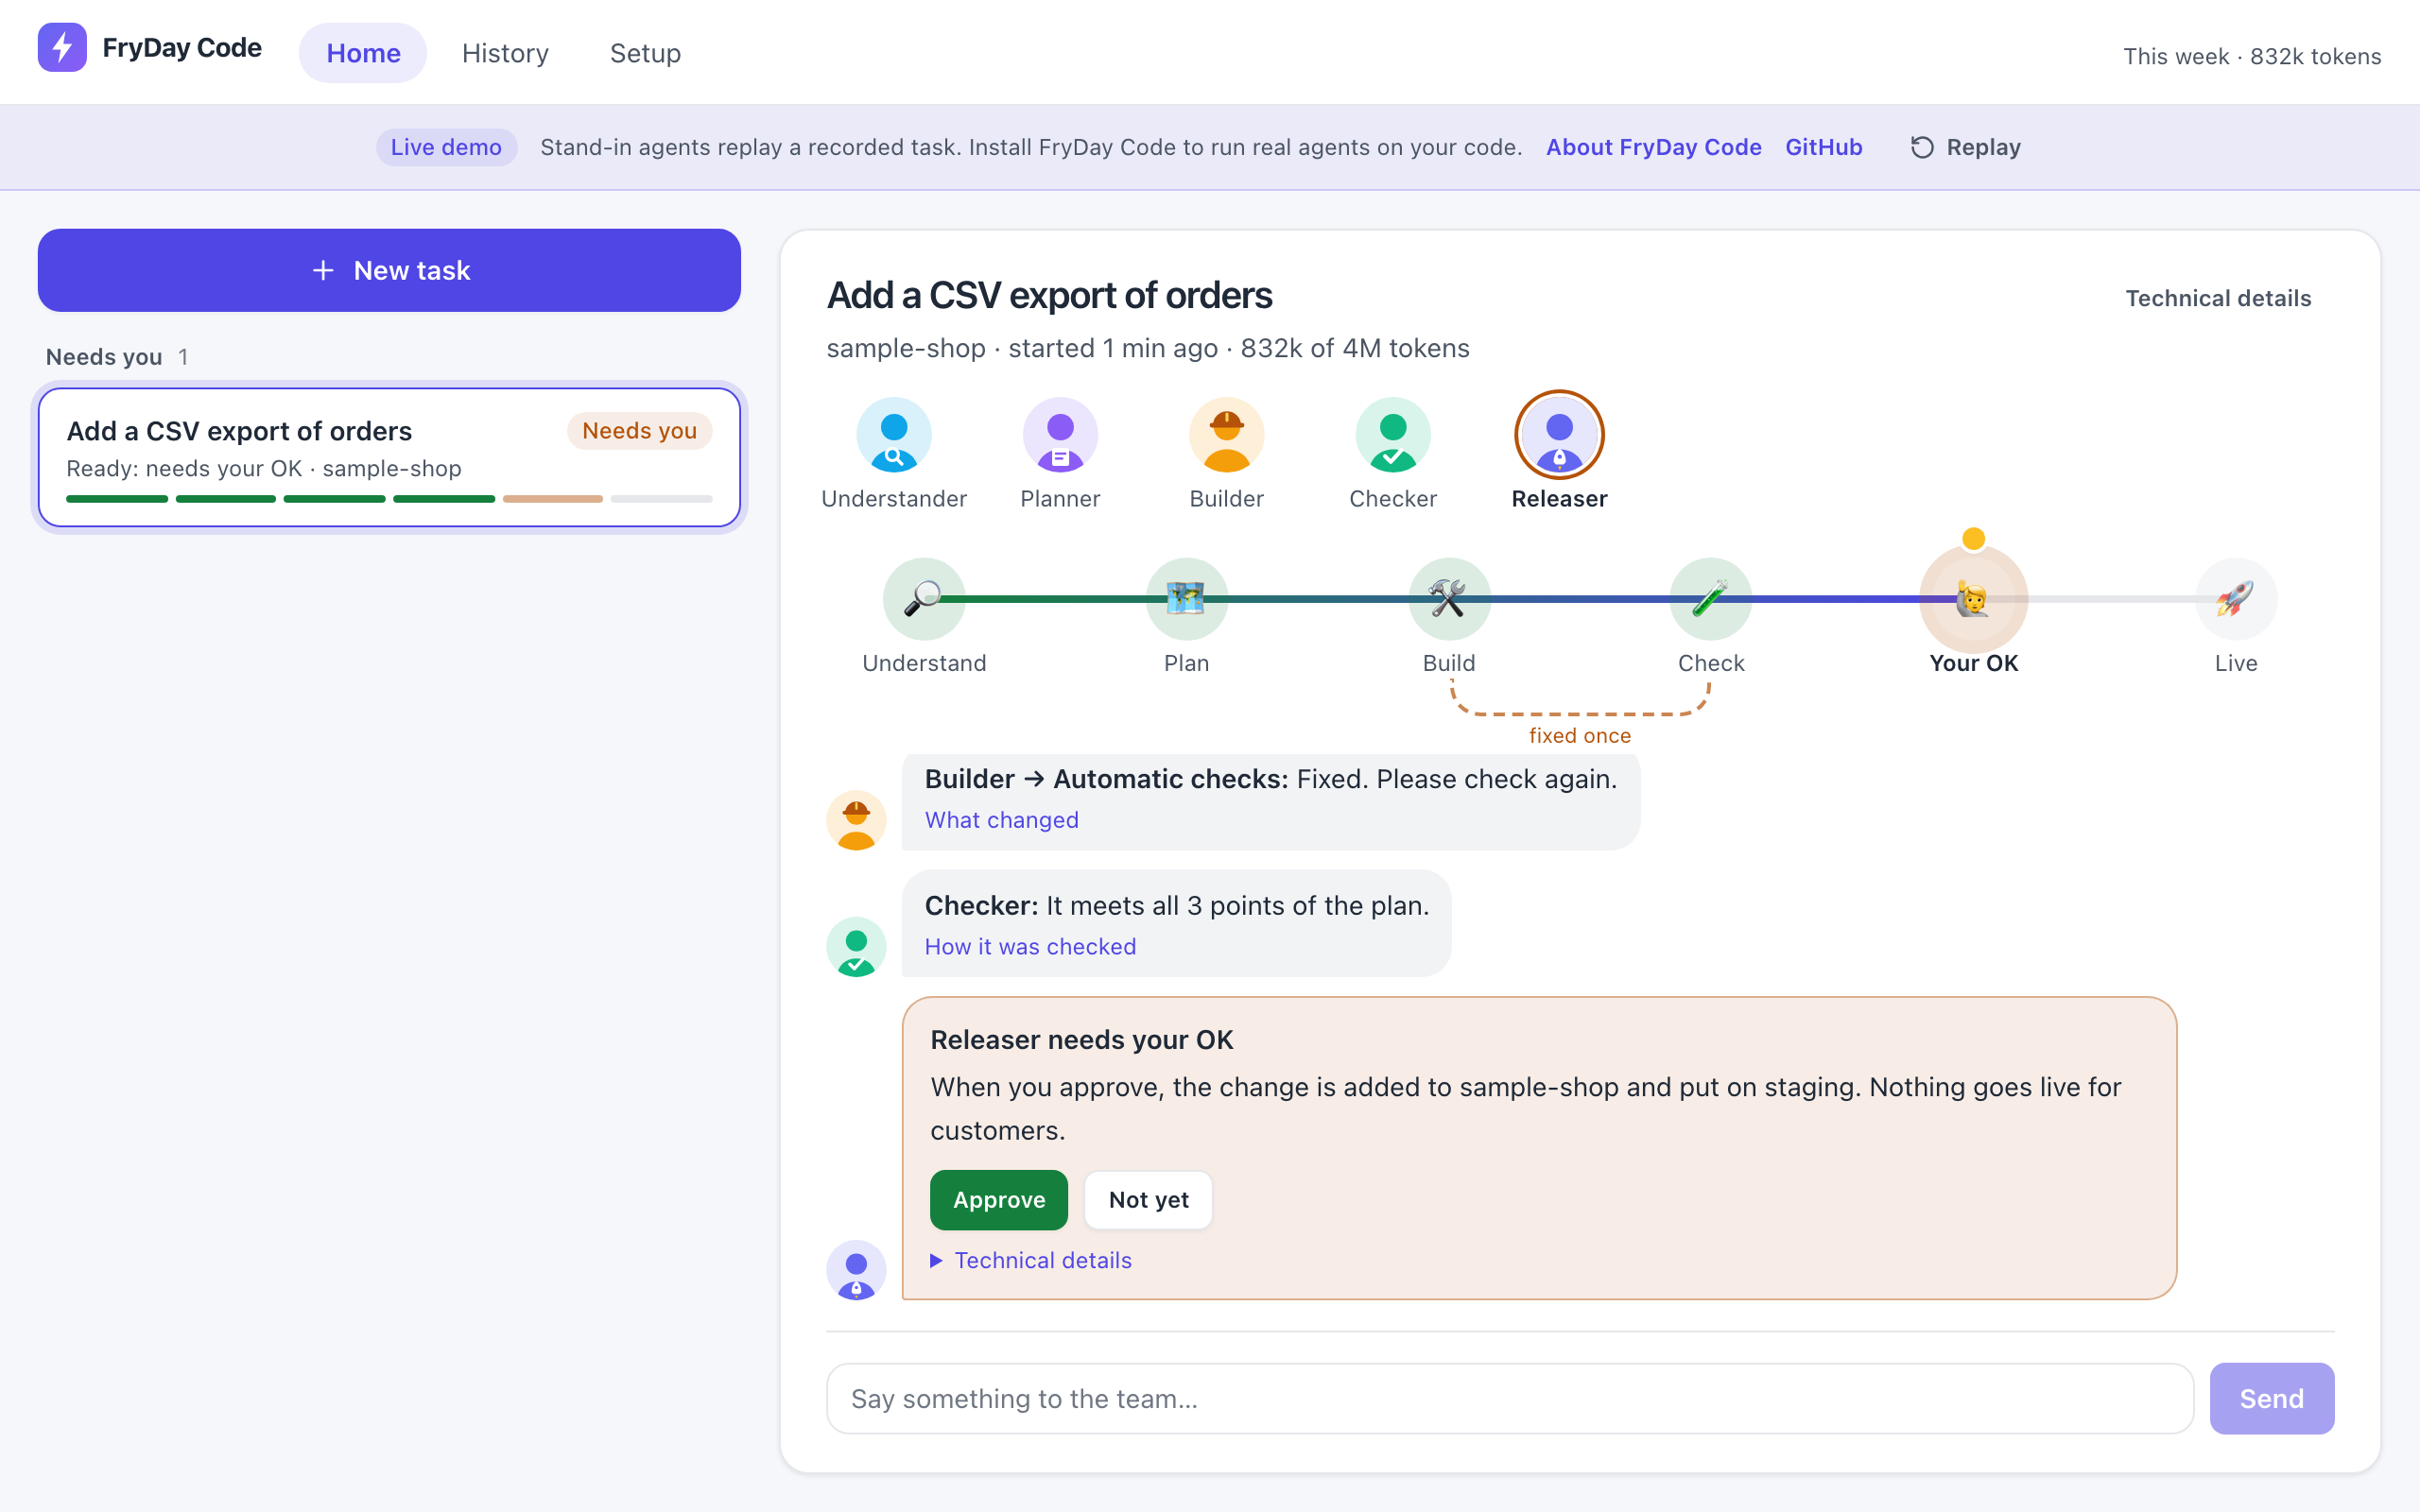 FryDay Code
Home
History
Setup
This week · 832k tokens
Live demo
Stand-in agents replay a recorded task. Install FryDay Code to run real agents on your code.
About FryDay Code
GitHub
Replay
+ New task
Needs you 1
Add a CSV export of orders
Needs you
Ready: needs your OK · sample-shop
Add a CSV export of orders
Technical details
sample-shop · started 1 min ago · 832k of 4M tokens
Understander
Planner
Builder
Checker
Releaser
Understand
Plan
Build
Check
Your OK
Live
fixed once
Builder → Automatic checks: Fixed. Please check again.
What changed
Checker: It meets all 3 points of the plan.
How it was checked
Releaser needs your OK
When you approve, the change is added to sample-shop and put on staging. Nothing goes live for
customers.
Approve
Not yet
Technical details
Say something to the team...
Send